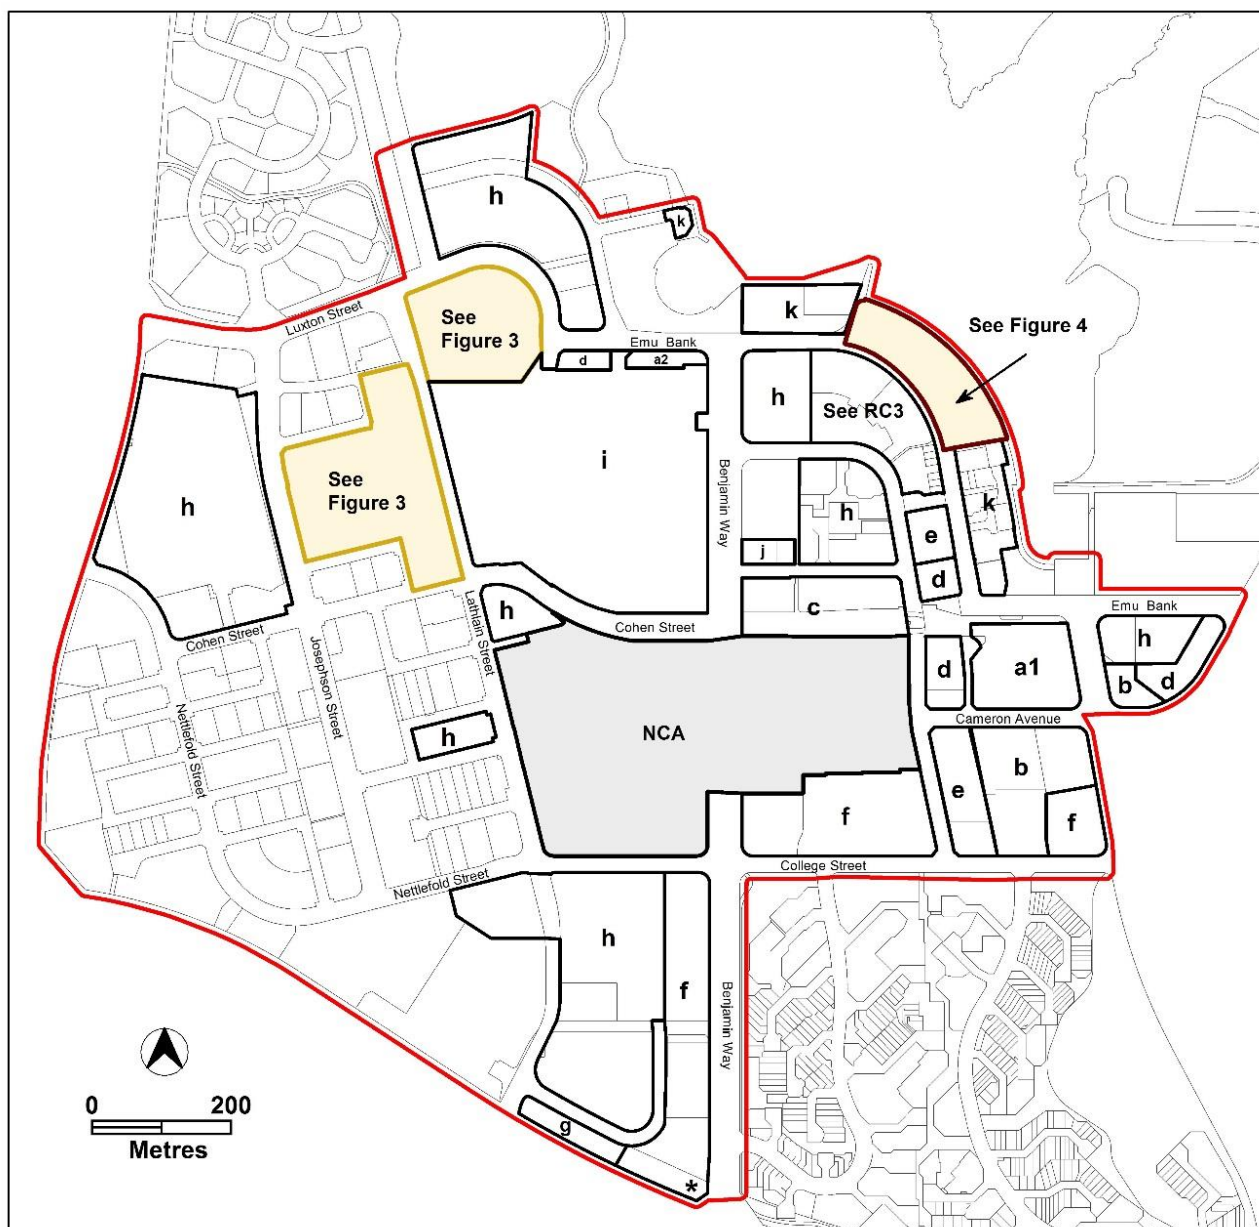 h
k
Luxton Street
See
Figure 3
k
See Figure 4
Emu Bank
d
a2
h
See RC3
i
Benjamin Way
h
See
Figure 3
h
k
e
j
d
h
Lathlain Street
c
Emu Bank
Cohen Street
Cohen Street
Josephson Street
h
d
a1
b
d
Nettlefold Street
h
NCA
Cameron Avenue
b
e
f
f
College Street
Nettlefold Street
h
f
Benjamin Way
g
*
0 200
Metres